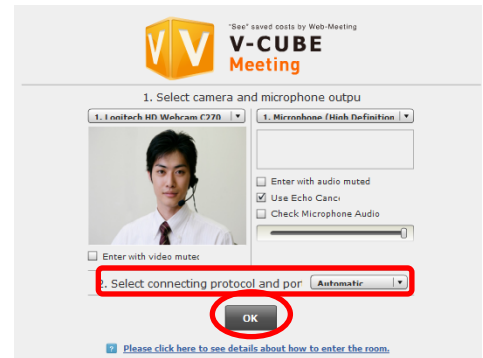 "See" saved costs by Web-Meeting
V-CUBE
Meeting
1. Select camera and microphone outpu
1. Logitech HD Webcam C270
1. Microphone (High Definition
Enter with audio muted
Use Echo Canc
Check Microphone Audio
Enter with video mute
2. Select connecting protocol and por
Automatic
OK
Please click here to see details about how to enter the room.